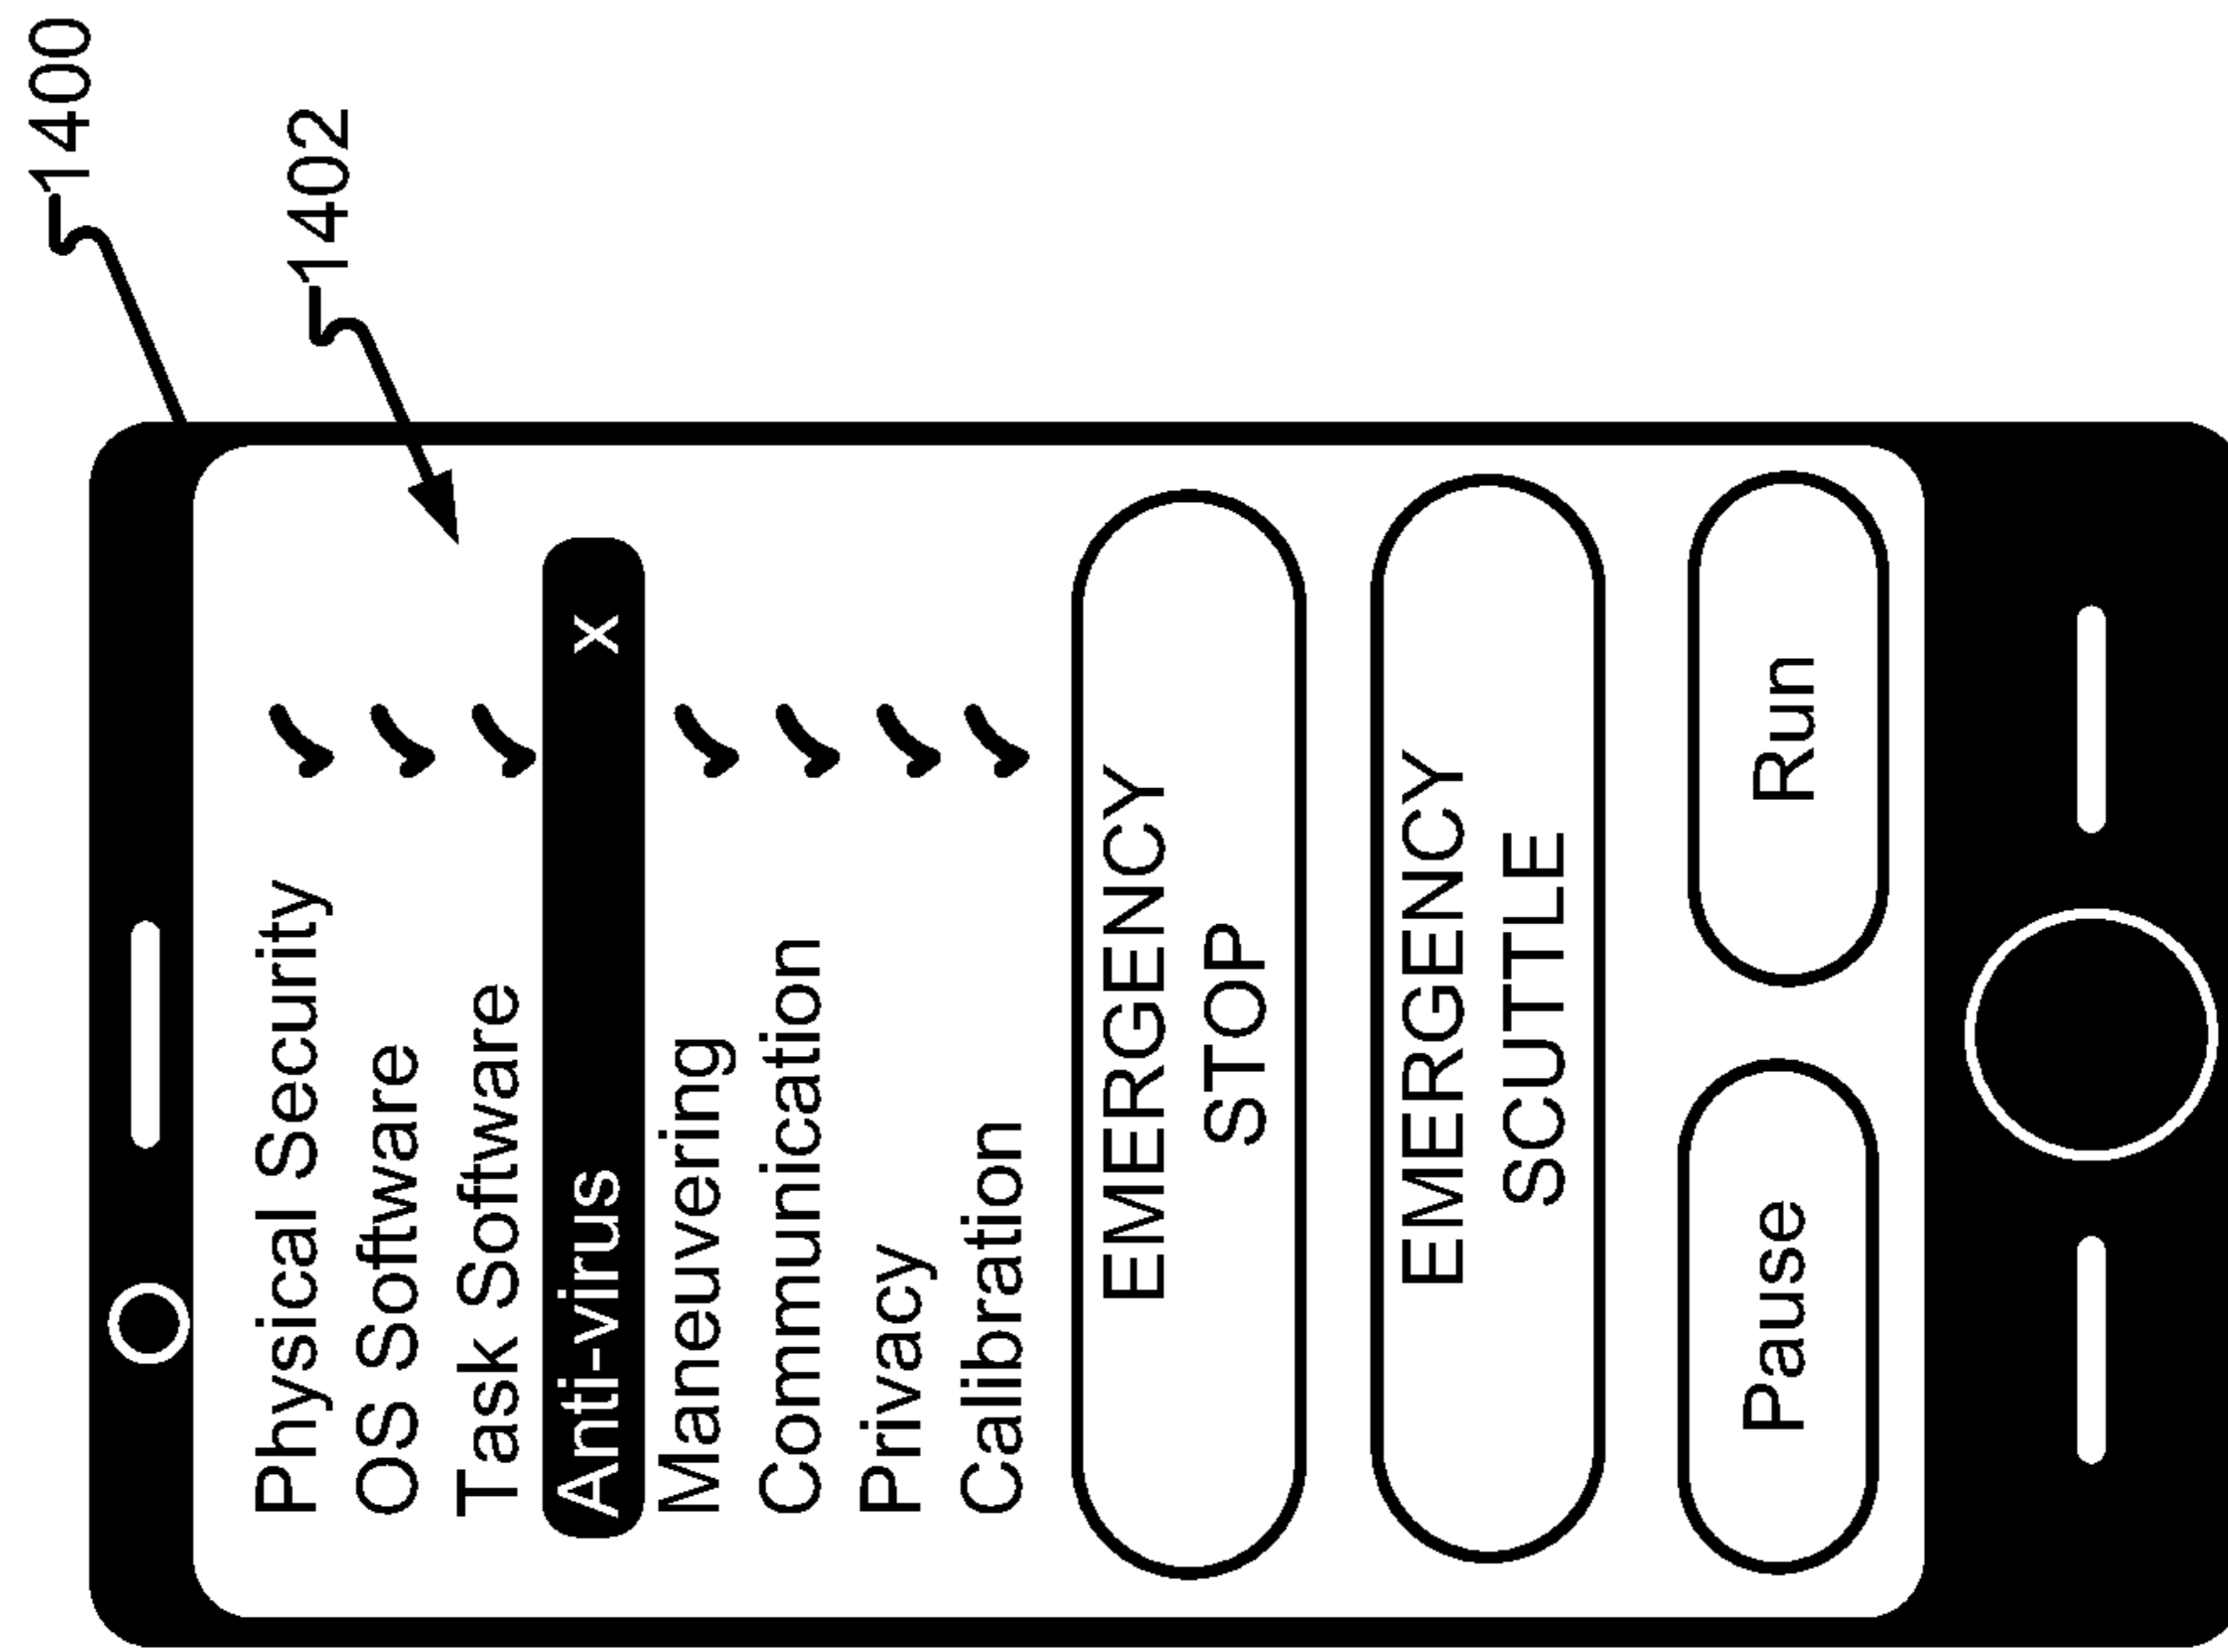 1400
1402
Physical Security ✓
OS Software ✓
Task Software ✓
Anti-virus x
Maneuvering ✓
Communication ✓
Privacy ✓
Calibration ✓
EMERGENCY
STOP
EMERGENCY
SCUTTLE
Pause Run